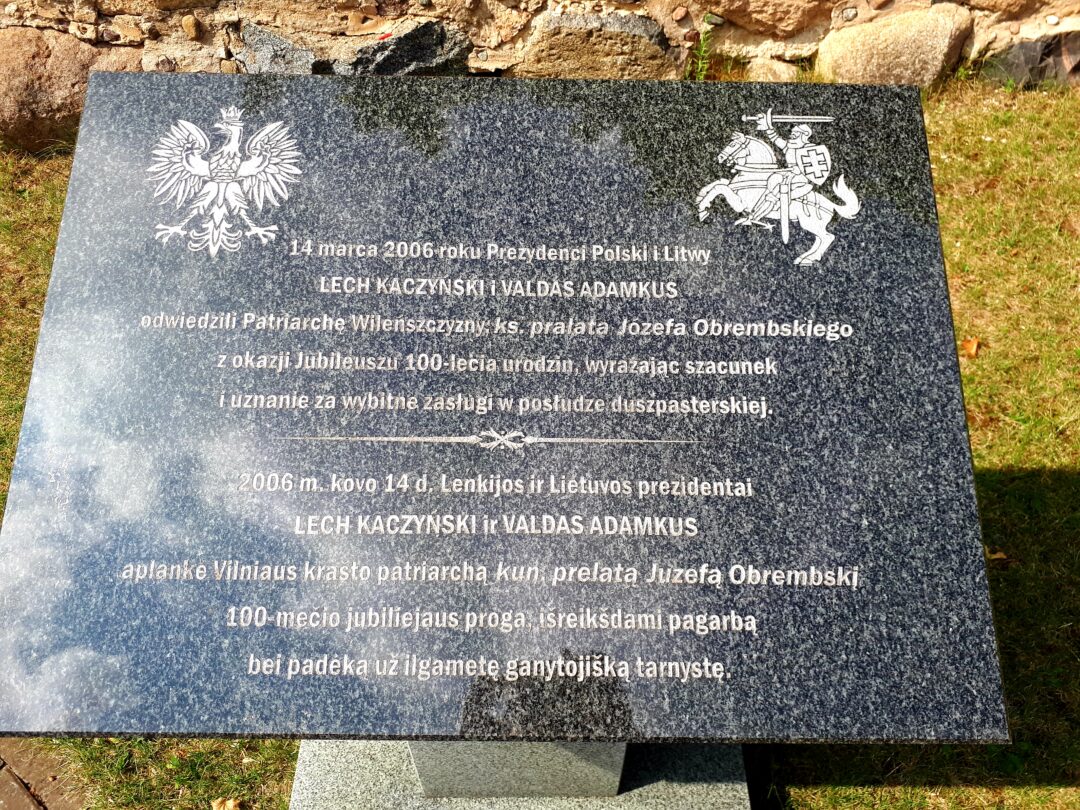 14 marca 2006 roku Prezydenci Polski i Litwy
LECH KACZYŃSKI i VALDAS ADAMKUS
odwiedzili Patriarchę Wileńszczyzny, ks. prałata Józefa Obrembskiego
z okazji Jubileuszu 100-lecia urodzin, wyrażając szacunek
i uznanie za wybitne zasługi w posłudze duszpasterskiej.
2006 m. kovo 14 d. Lenkijos ir Lietuvos prezidentai
LECH KACZYŃSKI ir VALDAS ADAMKUS
aplankė Vilniaus krašto patriarchą kun. prelatą Juzefą Obrembskį
100-mečio jubiliejaus proga, išreikšdami pagarbą
bei padėką už ilgametę ganytojišką tarnystę.